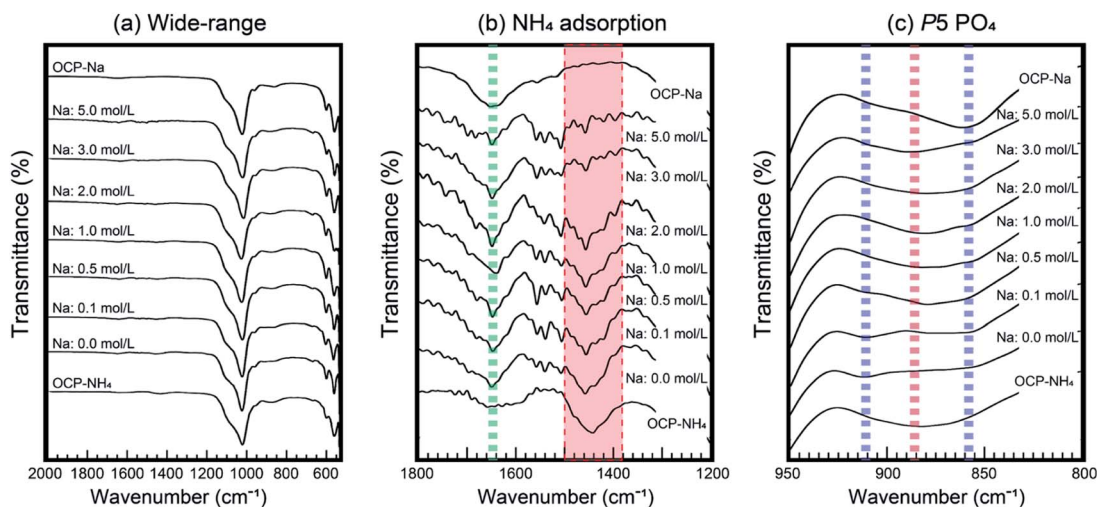 (a) Wide-range
Transmittance (%)
OCP-Na
Na: 5.0 mol/L
Na: 3.0 mol/L
Na: 2.0 mol/L
Na: 1.0 mol/L
Na: 0.5 mol/L
Na: 0.1 mol/L
Na: 0.0 mol/L
OCP-NH₄
2000 1600 1400 1200 1000 800 600
Wavenumber (cm⁻¹)
(b) NH₄ adsorption
Transmittance (%)
OCP-Na
Na: 5.0 mol/L
Na: 3.0 mol/L
Na: 2.0 mol/L
Na: 1.0 mol/L
Na: 0.5 mol/L
Na: 0.1 mol/L
Na: 0.0 mol/L
OCP-NH₄
1800 1600 1400 1200
Wavenumber (cm⁻¹)
(c) P5 PO₄
Transmittance (%)
OCP-Na
Na: 5.0 mol/L
Na: 3.0 mol/L
Na: 2.0 mol/L
Na: 1.0 mol/L
Na: 0.5 mol/L
Na: 0.1 mol/L
Na: 0.0 mol/L
OCP-NH₄
950 900 850 800
Wavenumber (cm⁻¹)